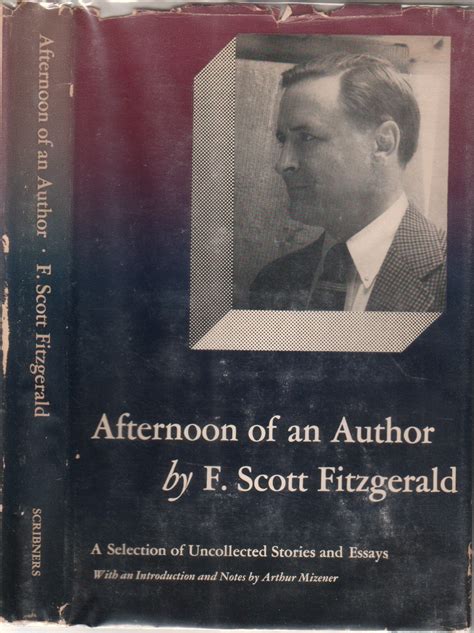 Afternoon of an Author · F. Scott Fitzgerald
SCRIBNERS
Afternoon of an Author
by F. Scott Fitzgerald
A Selection of Uncollected Stories and Essays
With an Introduction and Notes by Arthur Mizener